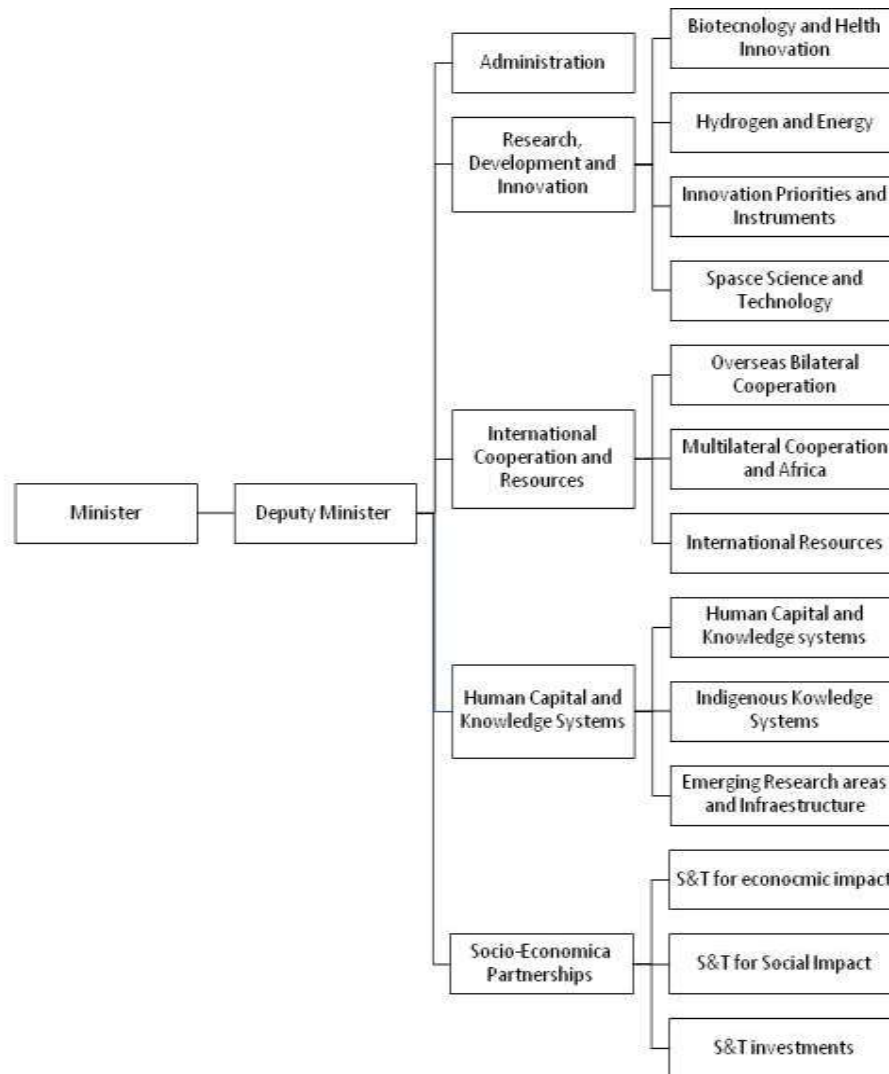 Minister
Deputy Minister
Administration
Research,
Development and
Innovation
Biotecnology and Helth
Innovation
Hydrogen and Energy
Innovation Priorities and
Instruments
Spasce Science and
Technology
International
Cooperation and
Resources
Overseas Bilateral
Cooperation
Multilateral Cooperation
and Africa
International Resources
Human Capital and
Knowledge Systems
Human Capital and
Knowledge systems
Indigenous Kowledge
Systems
Emerging Research areas
and Infraestructure
Socio-Economica
Partnerships
S&T for econocmic impact
S&T for Social Impact
S&T investments